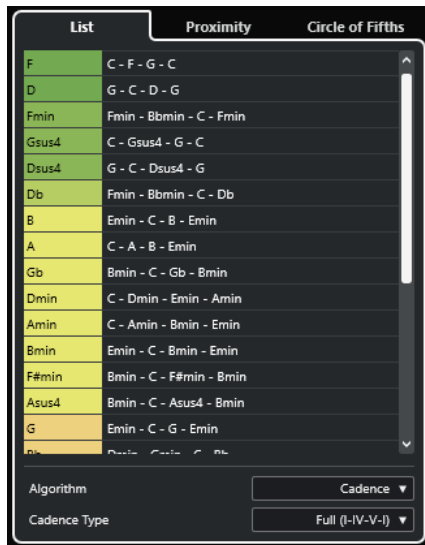 List Proximity Circle of Fifths
F C - F - G - C
D G - C - D - G
Fmin Fmin - Bbmin - C - Fmin
Gsus4 C - Gsus4 - G - C
Dsus4 G - C - Dsus4 - G
Db Fmin - Bbmin - C - Db
B Emin - C - B - Emin
A C - A - B - Emin
Gb Bmin - C - Gb - Bmin
Dmin C - Dmin - Emin - Amin
Amin C - Amin - Bmin - Emin
Bmin Emin - C - Bmin - Emin
F#min Bmin - C - F#min - Bmin
Asus4 Bmin - C - Asus4 - Bmin
G Emin - C - G - Emin
Algorithm Cadence
Cadence Type Full (I-IV-V-I)